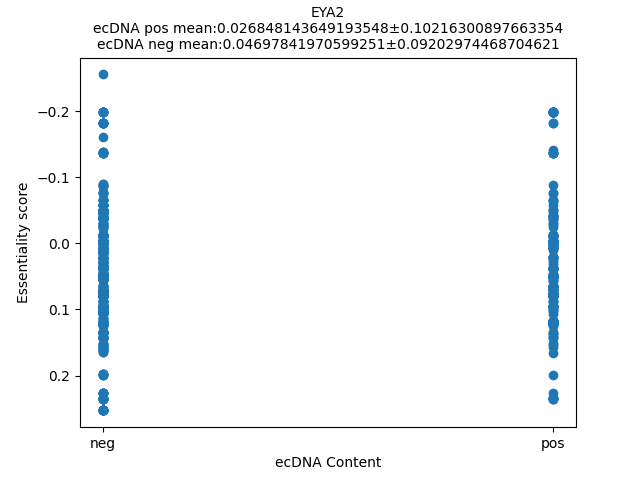 EYA2
ecDNA pos mean:0.026848143649193548±0.10216300897663354
ecDNA neg mean:0.04697841970599251±0.09202974468704621
−0.2
−0.1
0.0
0.1
0.2
Essentiality score
neg pos
ecDNA Content